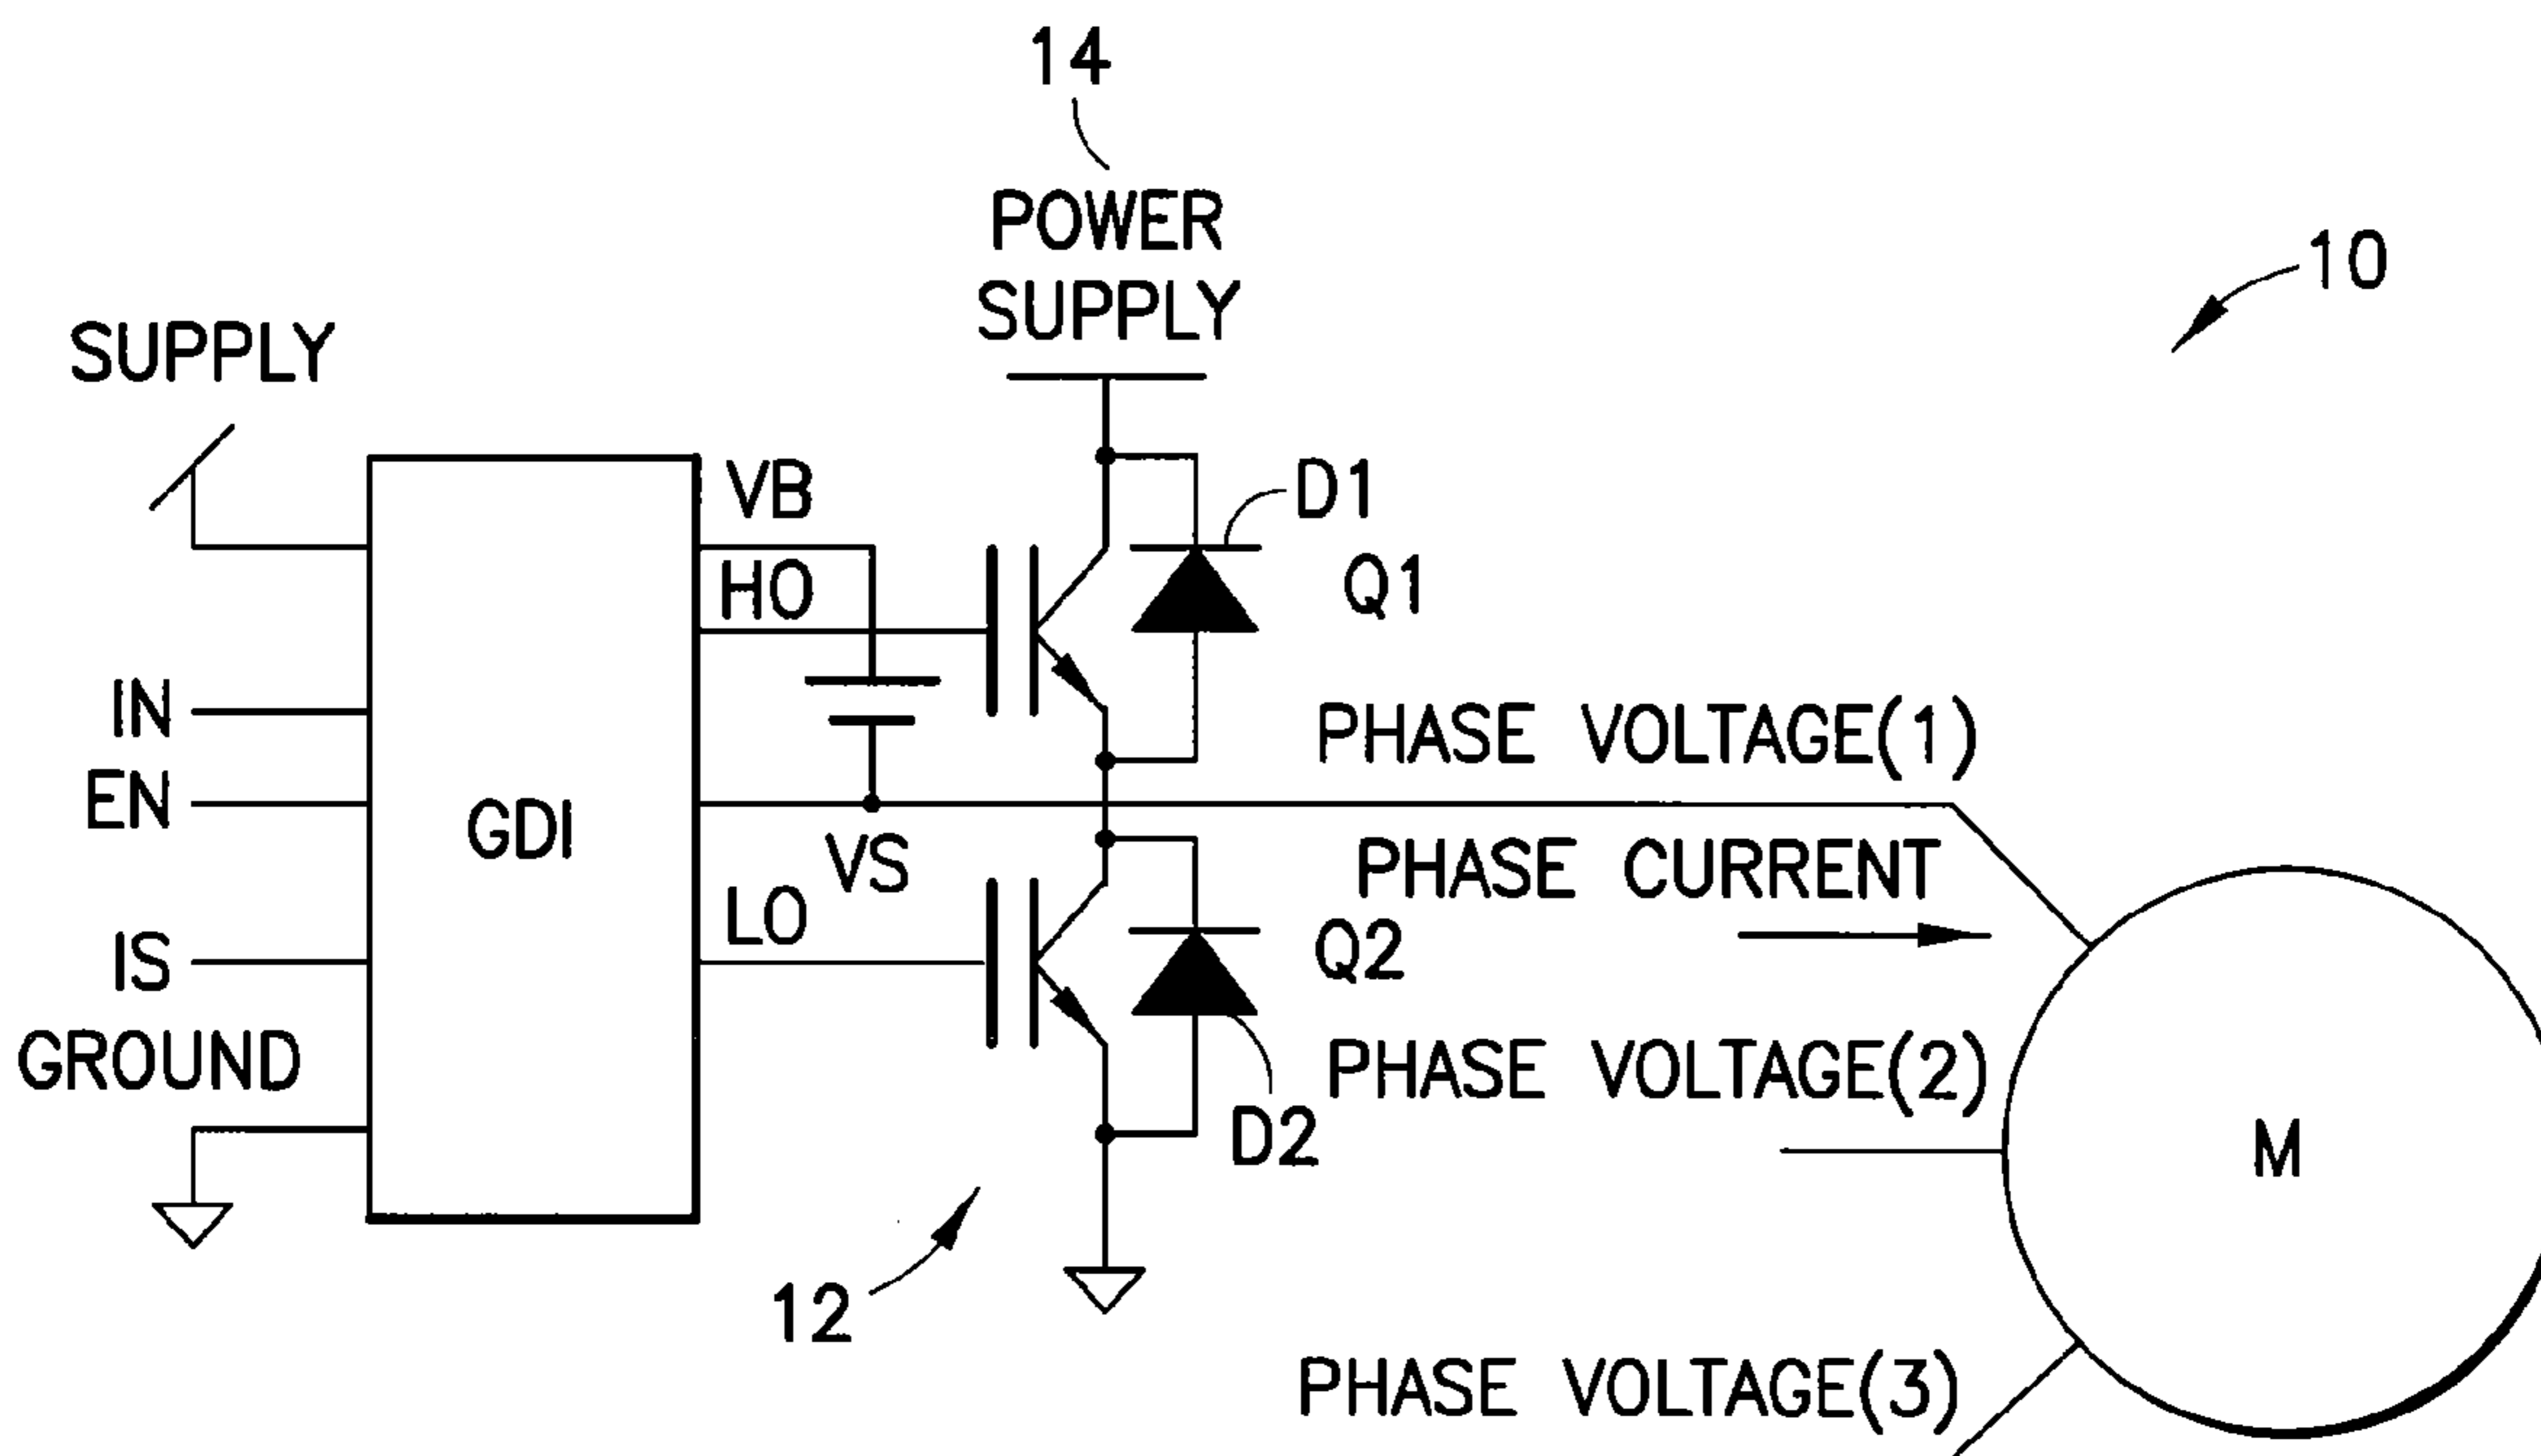 14
POWER
SUPPLY
10
SUPPLY
VB
D1
HO
Q1
IN
PHASE VOLTAGE(1)
EN
GDI
VS
PHASE CURRENT
LO
Q2
IS
GROUND
PHASE VOLTAGE(2)
D2
M
12
PHASE VOLTAGE(3)